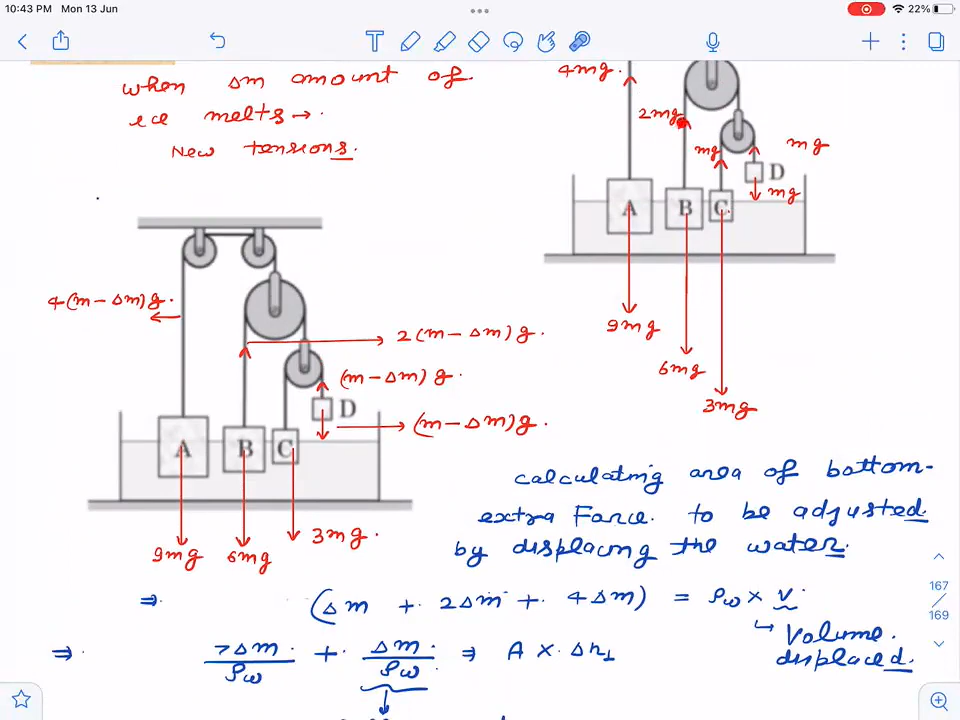 10:43 PM Mon 13 Jun
22%
when Δm amount of
ice melts →
New tensions.
4mg.
2mg
mg
mg
D
mg
A B C
9mg
6mg
3mg
4(m-Δm)g.
2(m-Δm)g.
(m-Δm)g.
D
(m-Δm)g.
A B C
9mg 6mg 3mg.
calculating area of bottom-
extra Force. to be adjusted
by displacing the water.
⇒ (Δm + 2Δm + 4Δm) = ρw × V
↳ Volume.
displaced.
⇒ 7Δm/ρw + Δm/ρw ⇒ A × Δh₁
167
/
169